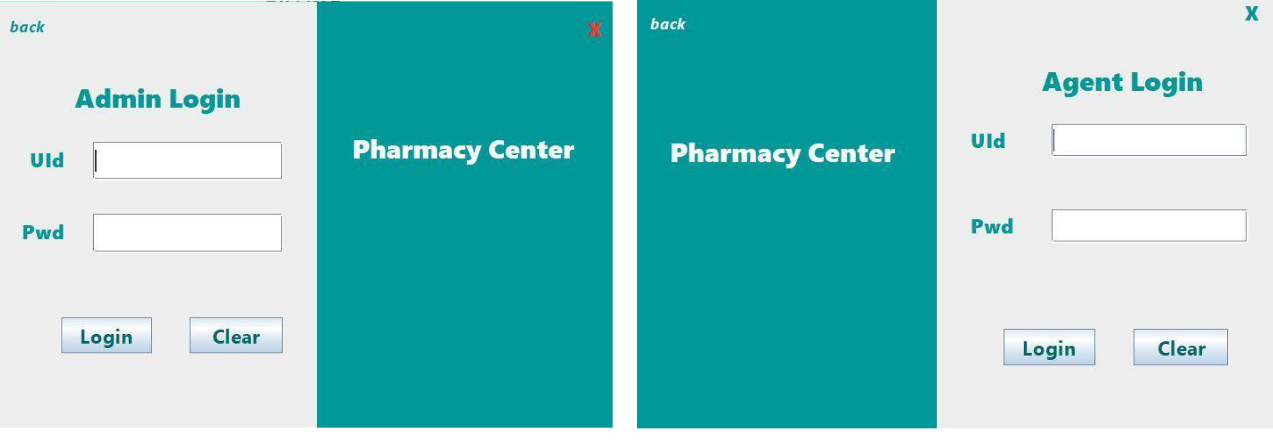 back
X
Admin Login
UId
Pwd
Login
Clear
Pharmacy Center
back
Pharmacy Center
X
Agent Login
UId
Pwd
Login
Clear